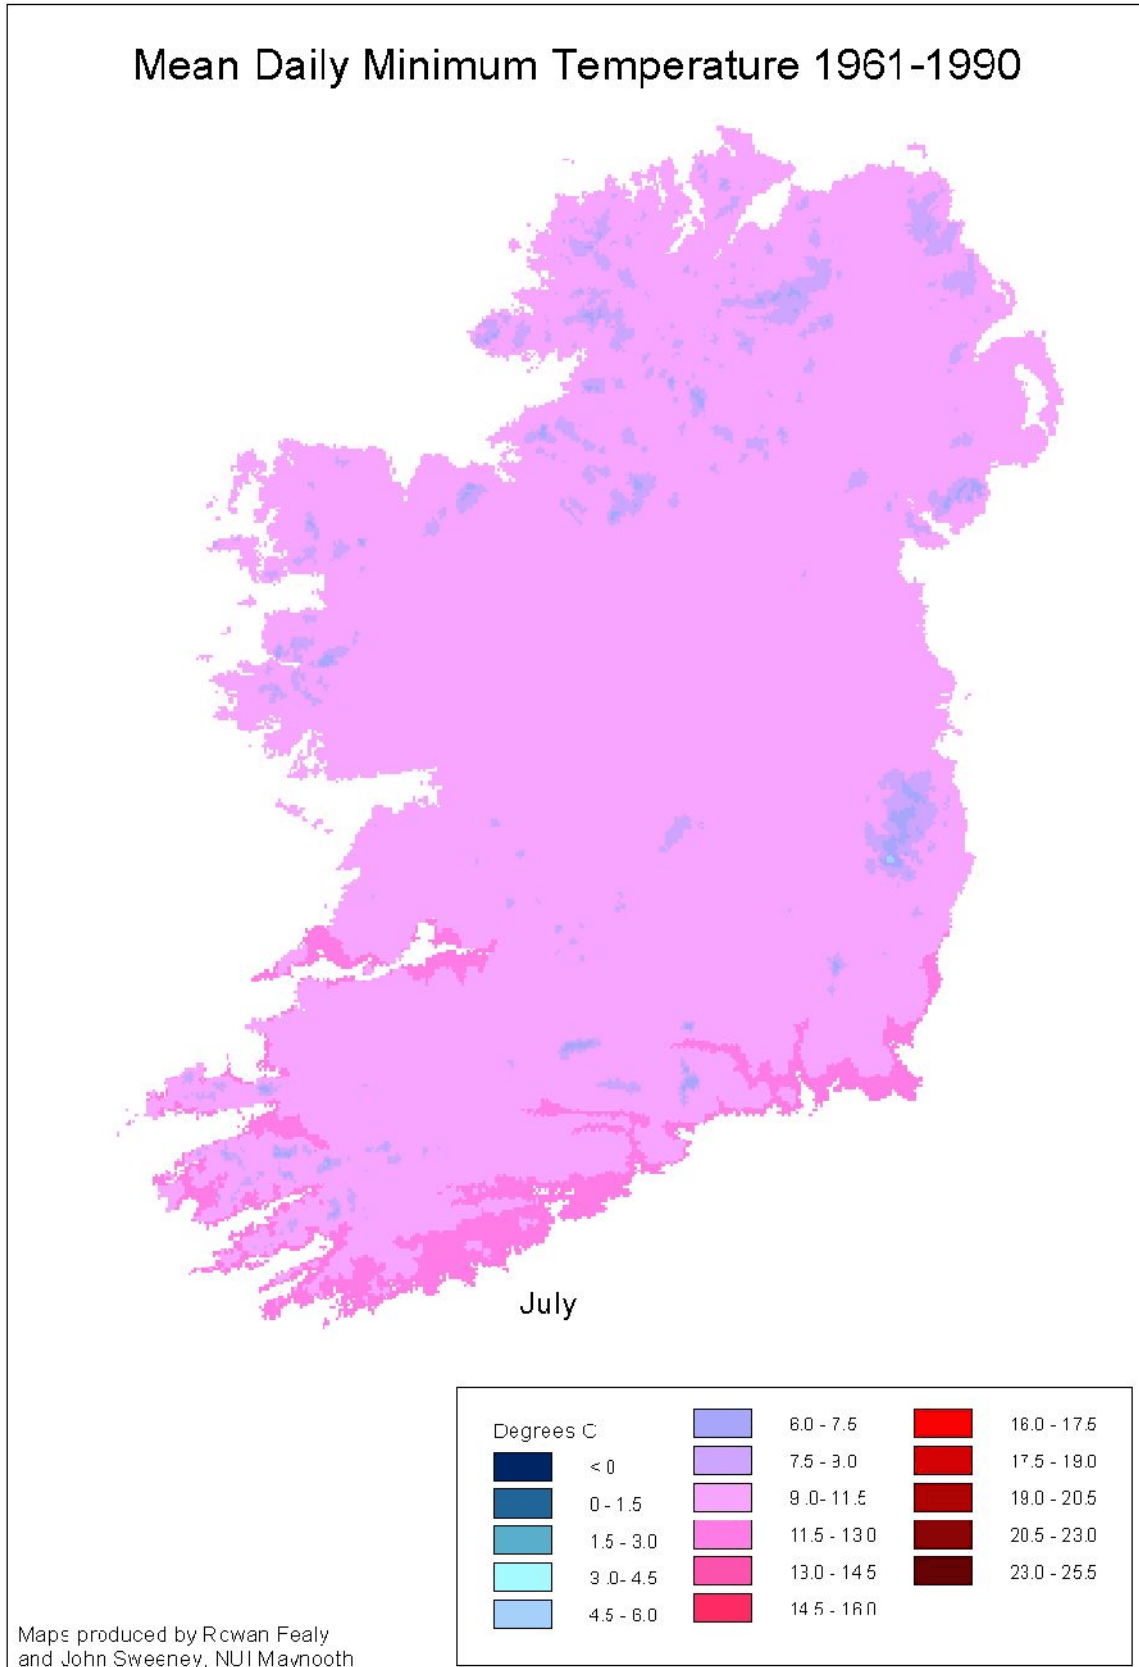 Mean Daily Minimum Temperature 1961-1990
July
Degrees C
< 0
0 - 1.5
1.5 - 3.0
3.0 - 4.5
4.5 - 6.0
6.0 - 7.5
7.5 - 9.0
9.0 - 11.5
11.5 - 13.0
13.0 - 14.5
14.5 - 16.0
16.0 - 17.5
17.5 - 19.0
19.0 - 20.5
20.5 - 23.0
23.0 - 25.5
Maps produced by Rowan Fealy
and John Sweeney, NUI Maynooth